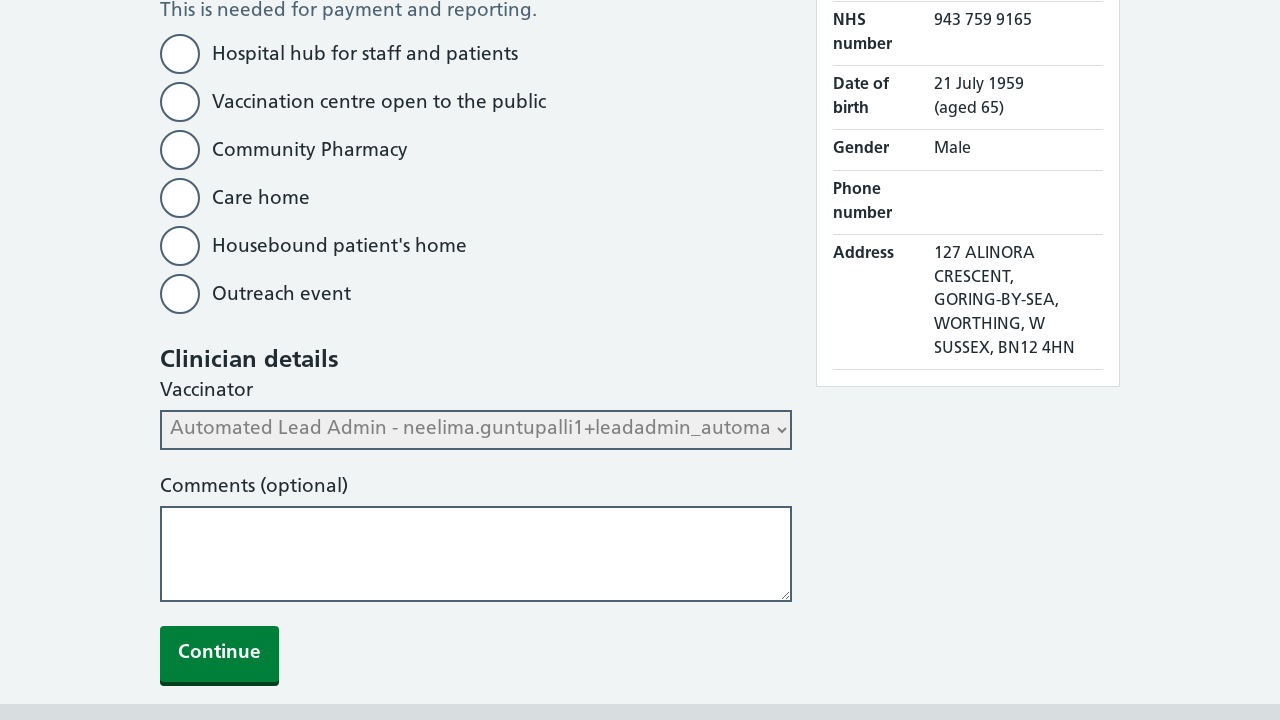 This is needed for payment and reporting.
Hospital hub for staff and patients
Vaccination centre open to the public
Community Pharmacy
Care home
Housebound patient's home
Outreach event
Clinician details
Vaccinator
Automated Lead Admin - neelima.guntupalli1+leadadmin_automa
Comments (optional)
Continue
NHS number 943 759 9165
Date of birth 21 July 1959 (aged 65)
Gender Male
Phone number
Address 127 ALINORA
CRESCENT,
GORING-BY-SEA,
WORTHING, W
SUSSEX, BN12 4HN